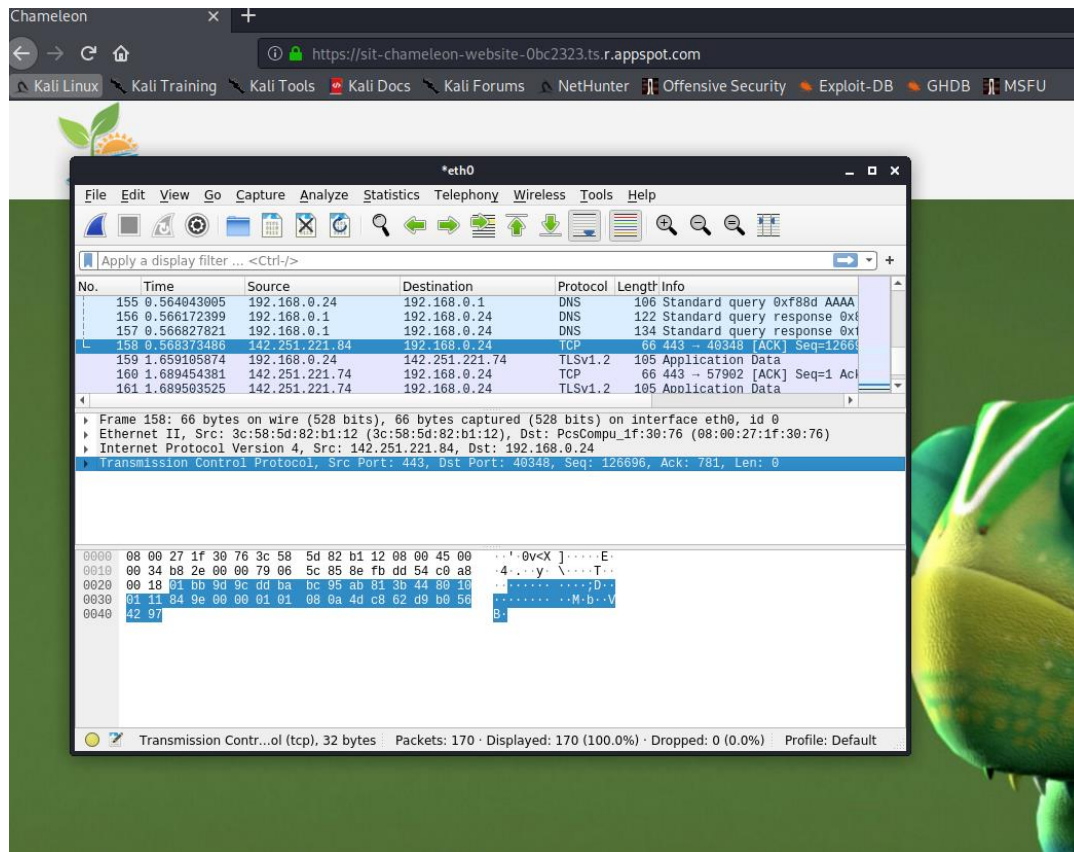 Chameleon × +
https://sit-chameleon-website-0bc2323.ts.r.appspot.com
Kali Linux Kali Training Kali Tools Kali Docs Kali Forums NetHunter Offensive Security Exploit-DB GHDB MSFU
*eth0
File Edit View Go Capture Analyze Statistics Telephony Wireless Tools Help
Apply a display filter ... <Ctrl-/>
No. Time Source Destination Protocol Length Info
155 0.564043005 192.168.0.24 192.168.0.1 DNS 106 Standard query 0xf88d AAAA
156 0.566172399 192.168.0.1 192.168.0.24 DNS 122 Standard query response 0x8
157 0.566827821 192.168.0.1 192.168.0.24 DNS 134 Standard query response 0x1
158 0.568373486 142.251.221.84 192.168.0.24 TCP 66 443 → 40348 [ACK] Seq=12669
159 1.659105874 192.168.0.24 142.251.221.74 TLSv1.2 105 Application Data
160 1.689454381 142.251.221.74 192.168.0.24 TCP 66 443 → 57902 [ACK] Seq=1 Ack
161 1.689503525 142.251.221.74 192.168.0.24 TLSv1.2 105 Application Data
Frame 158: 66 bytes on wire (528 bits), 66 bytes captured (528 bits) on interface eth0, id 0
Ethernet II, Src: 3c:58:5d:82:b1:12 (3c:58:5d:82:b1:12), Dst: PcsCompu_1f:30:76 (08:00:27:1f:30:76)
Internet Protocol Version 4, Src: 142.251.221.84, Dst: 192.168.0.24
Transmission Control Protocol, Src Port: 443, Dst Port: 40348, Seq: 126696, Ack: 781, Len: 0
0000 08 00 27 1f 30 76 3c 58 5d 82 b1 12 08 00 45 00 ··'·0v<X ]·····E·
0010 00 34 b8 2e 00 00 79 06 5c 85 8e fb dd 54 c0 a8 ·4·.··y· \····T··
0020 00 18 01 bb 9d 9c dd ba bc 95 ab 81 3b 44 80 10 ········ ····;D··
0030 01 11 84 9e 00 00 01 01 08 0a 4d c8 62 d9 b0 56 ········ ··M·b··V
0040 42 97 B·
Transmission Contr...ol (tcp), 32 bytes Packets: 170 · Displayed: 170 (100.0%) · Dropped: 0 (0.0%) Profile: Default